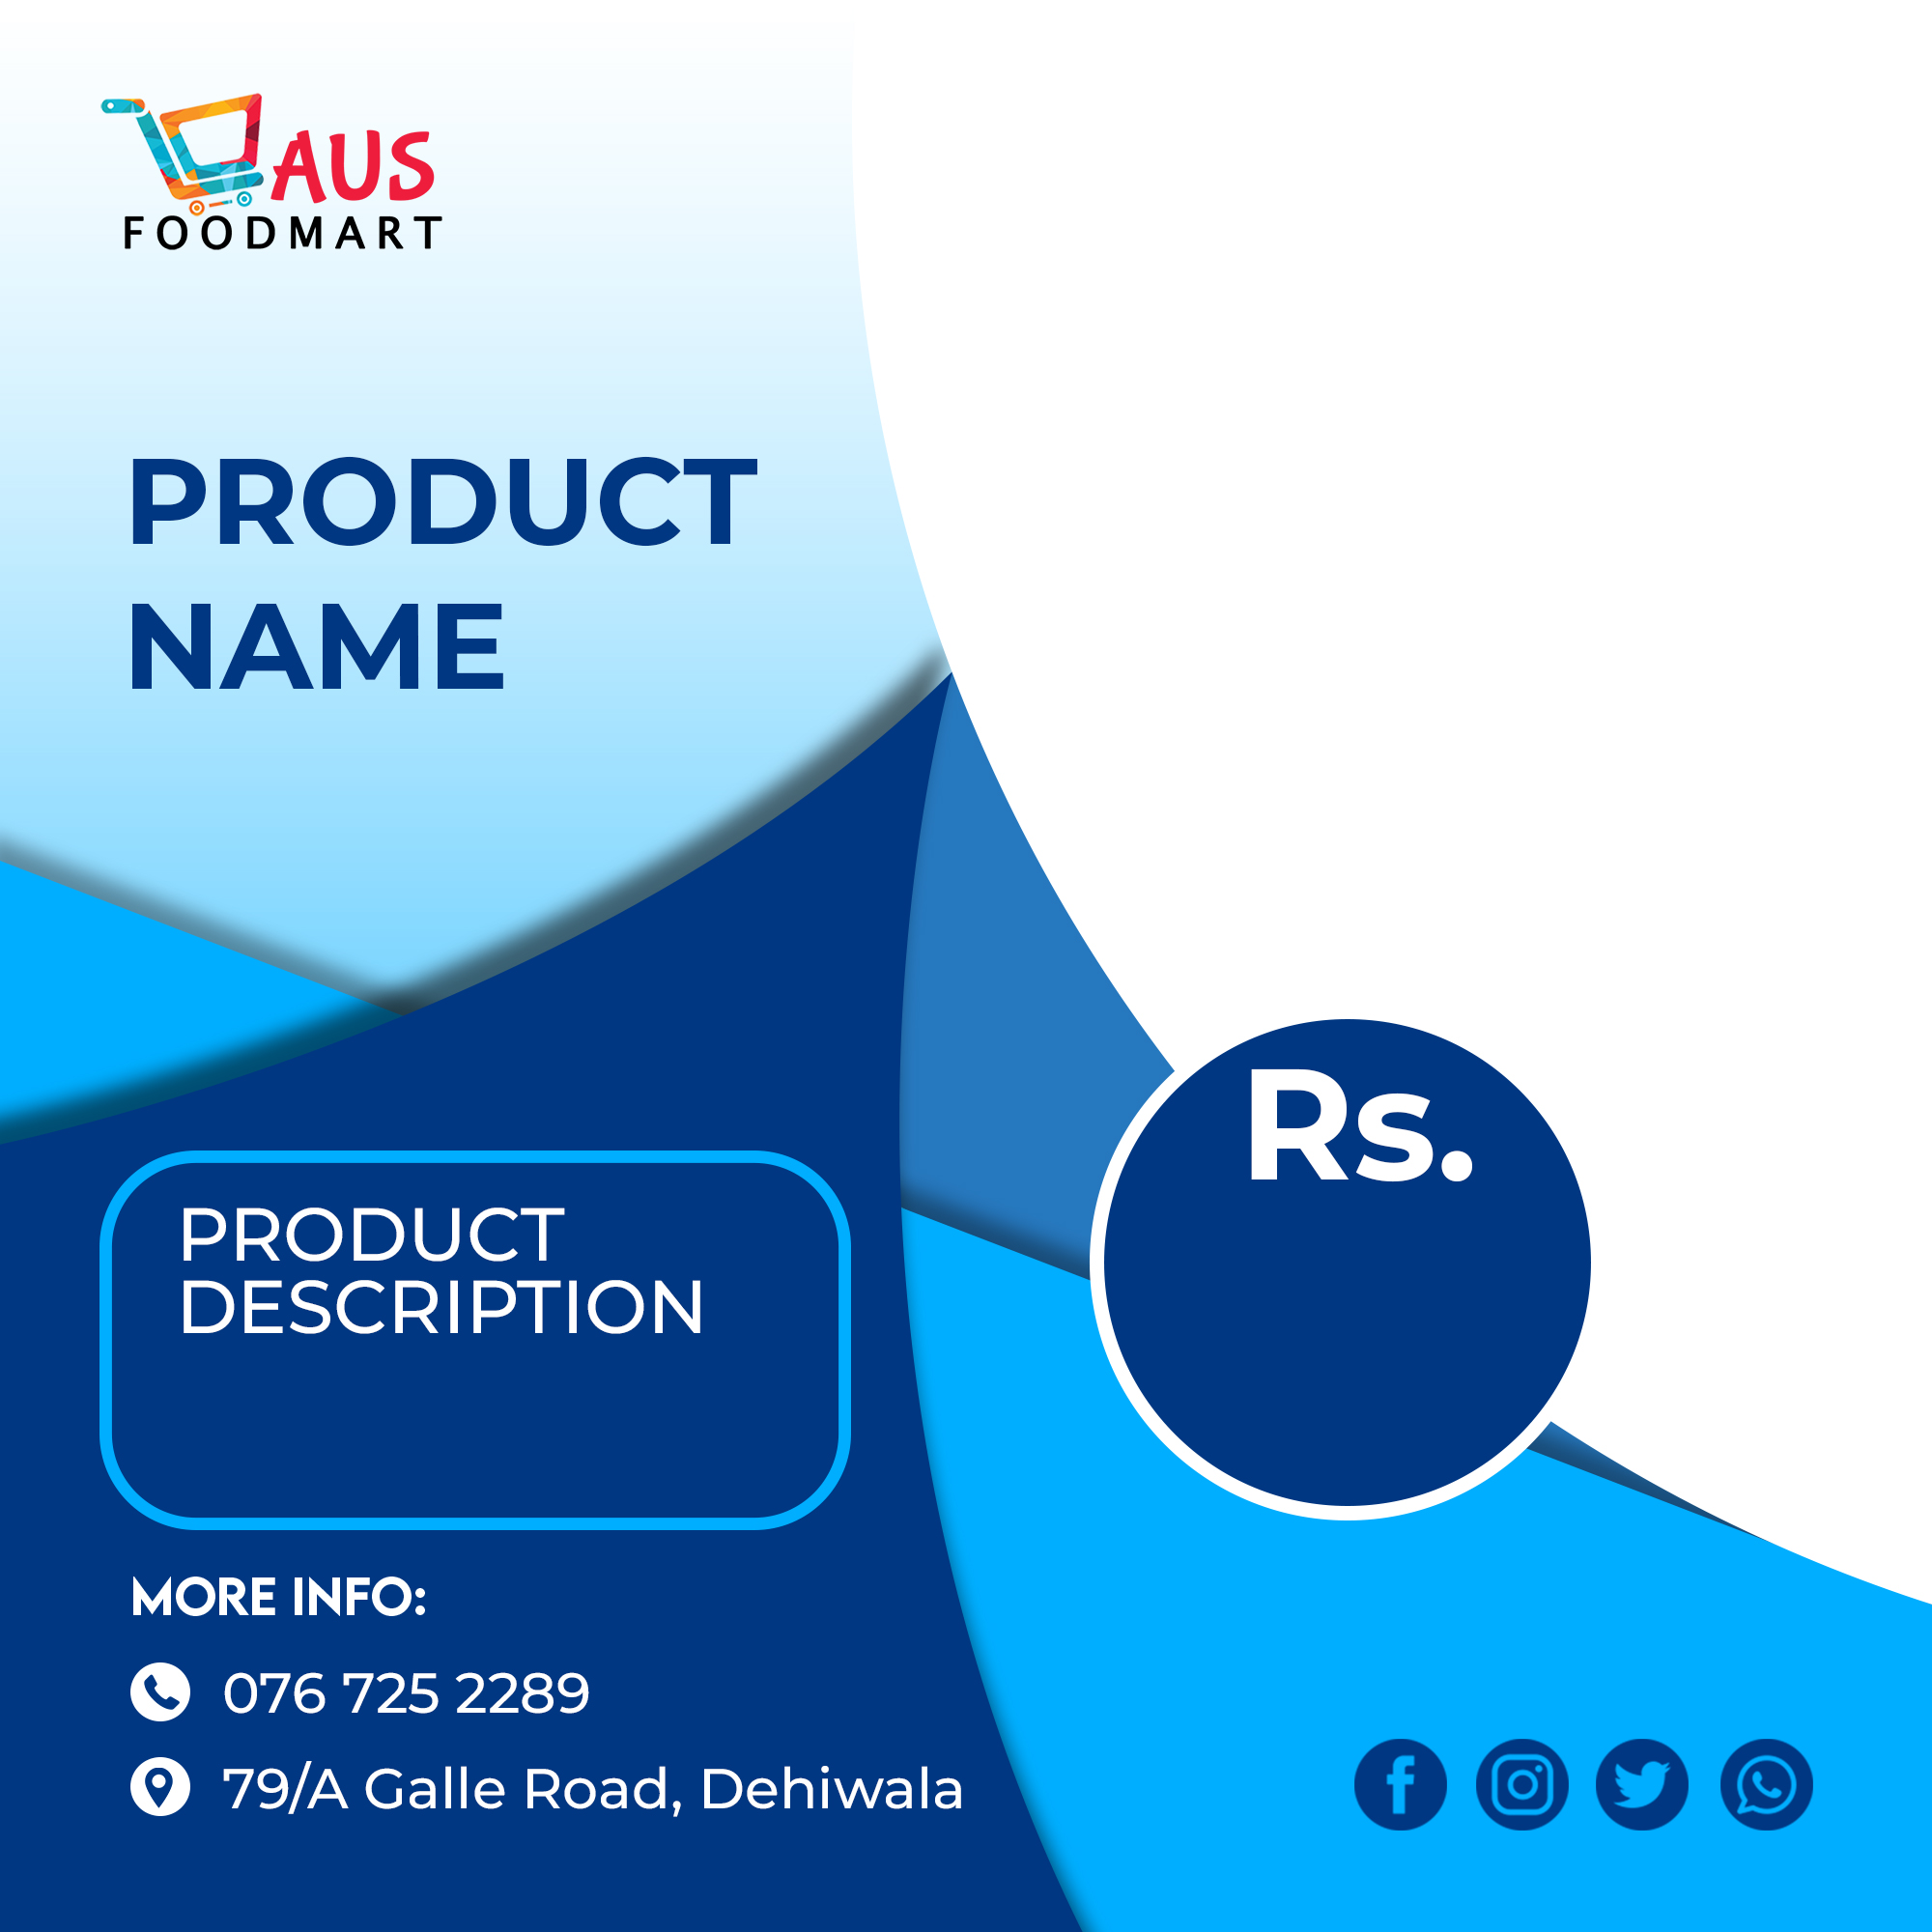 AUS
FOODMART
PRODUCT
NAME
Rs.
PRODUCT
DESCRIPTION
MORE INFO:
076 725 2289
79/A Galle Road, Dehiwala